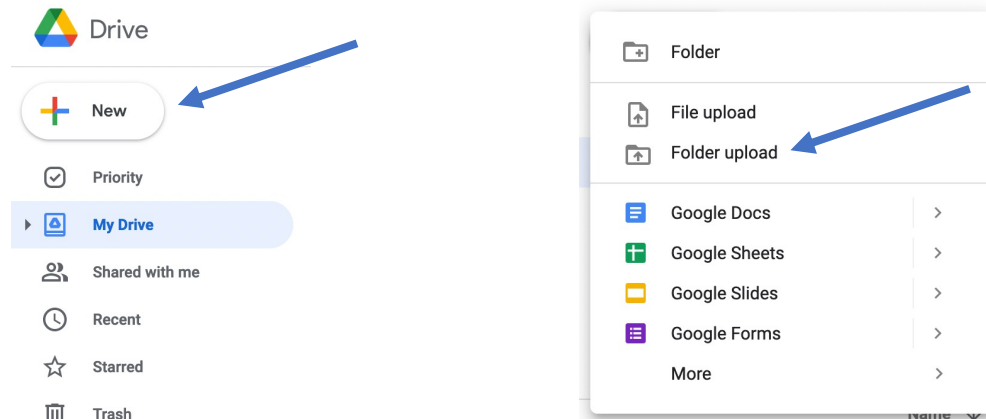 Drive
New
Priority
My Drive
Shared with me
Recent
Starred
Trash
Folder
File upload
Folder upload
Google Docs
Google Sheets
Google Slides
Google Forms
More
Name